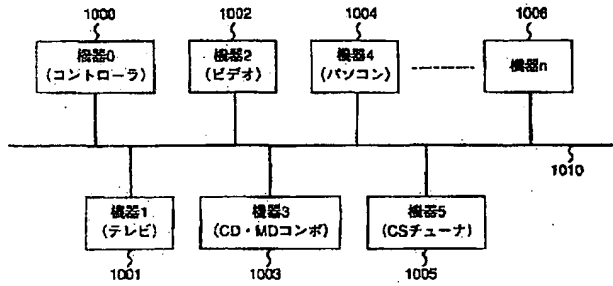 1000
1002
1004
1006
機器0
(コントローラ)
機器2
(ビデオ)
機器4
(パソコン)
機器n
1010
機器1
(テレビ)
機器3
(CD・MDコンボ)
機器5
(CSチューナ)
1001
1003
1005